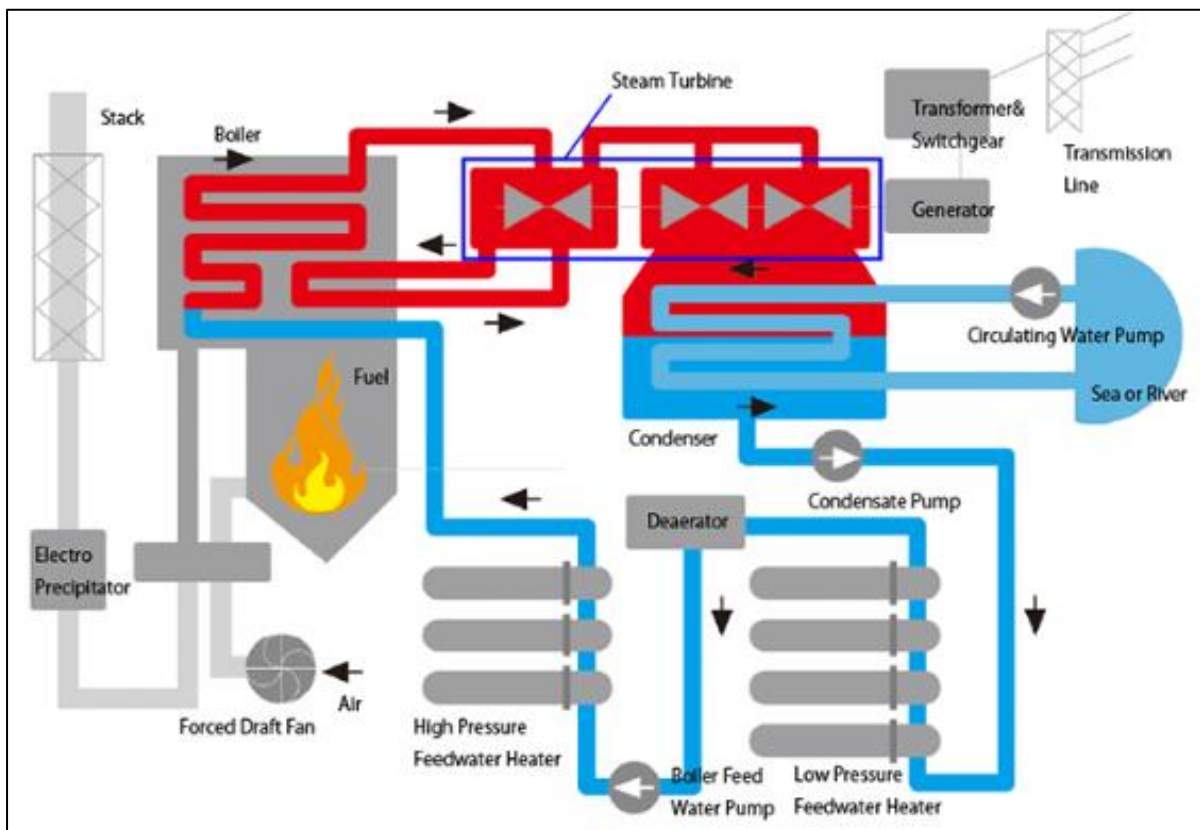 Steam Turbine
Stack
Boiler
Transformer&
Switchgear
Transmission
Line
Generator
Circulating Water Pump
Fuel
Sea or River
Condenser
Condensate Pump
Deaerator
Electro
Precipitator
Air
Forced Draft Fan
High Pressure
Feedwater Heater
Boiler Feed
Water Pump
Low Pressure
Feedwater Heater